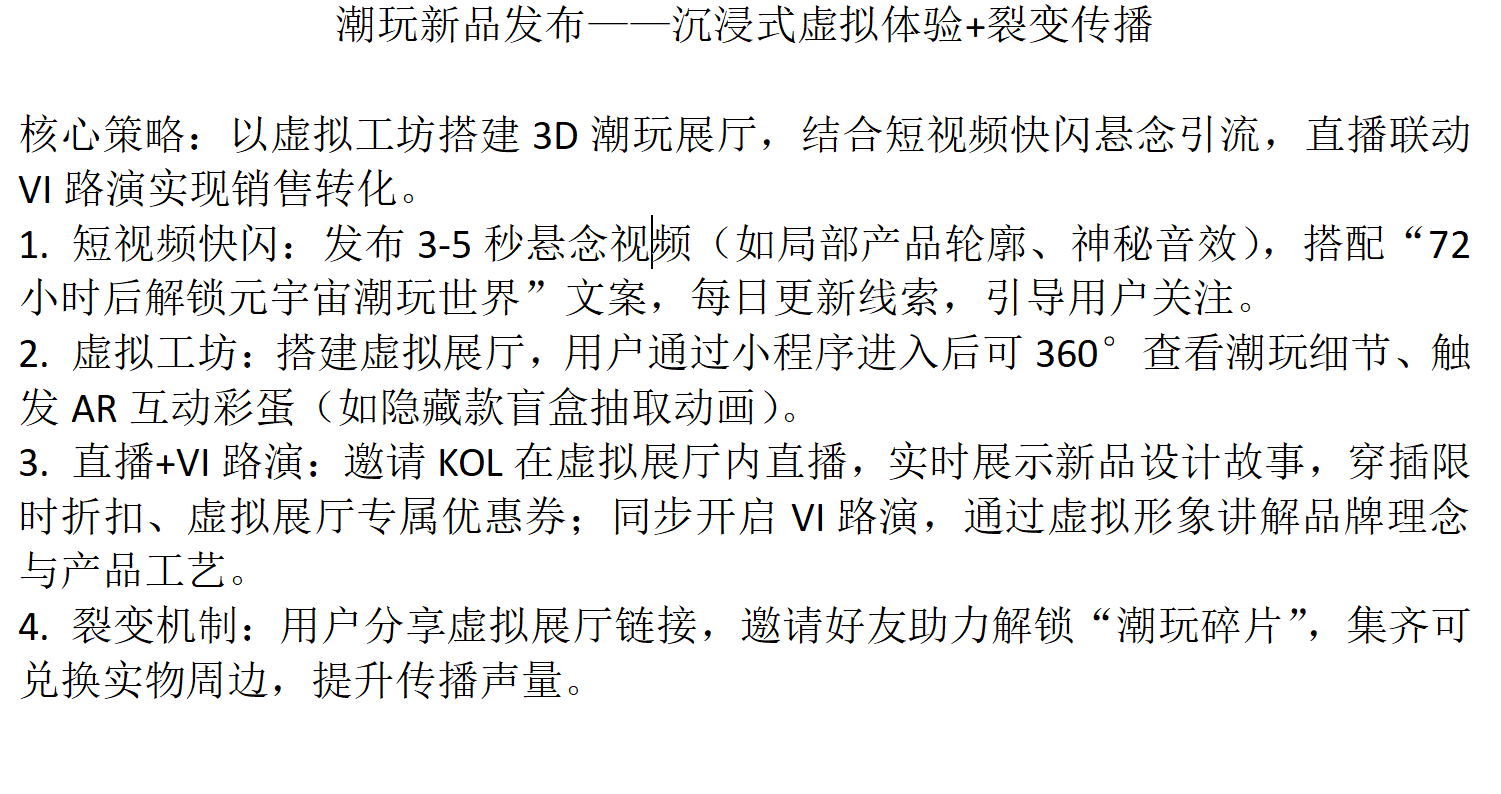 潮玩新品发布——沉浸式虚拟体验+裂变传播
核心策略：以虚拟工坊搭建 3D 潮玩展厅，结合短视频快闪悬念引流，直播联动
VI 路演实现销售转化。
1. 短视频快闪：发布 3-5 秒悬念视频（如局部产品轮廓、神秘音效），搭配“72
小时后解锁元宇宙潮玩世界”文案，每日更新线索，引导用户关注。
2. 虚拟工坊：搭建虚拟展厅，用户通过小程序进入后可 360°查看潮玩细节、触
发 AR 互动彩蛋（如隐藏款盲盒抽取动画）。
3. 直播+VI 路演：邀请 KOL 在虚拟展厅内直播，实时展示新品设计故事，穿插限
时折扣、虚拟展厅专属优惠券；同步开启 VI 路演，通过虚拟形象讲解品牌理念
与产品工艺。
4. 裂变机制：用户分享虚拟展厅链接，邀请好友助力解锁“潮玩碎片”，集齐可
兑换实物周边，提升传播声量。